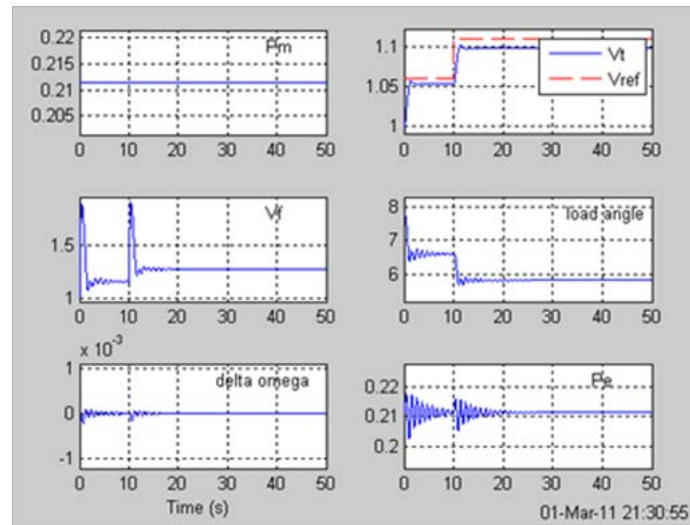 0.22
0.215
0.21
0.205
Pm
0 10 20 30 40 50
1.1
1.05
1
Vt
Vref
0 10 20 30 40 50
1.5
1
Vf
0 10 20 30 40 50
8
7
6
load angle
0 10 20 30 40 50
x 10-3
1
0
-1
delta omega
0 10 20 30 40 50
Time (s)
0.22
0.21
0.2
Pe
0 10 20 30 40 50
01-Mar-11 21:30:55